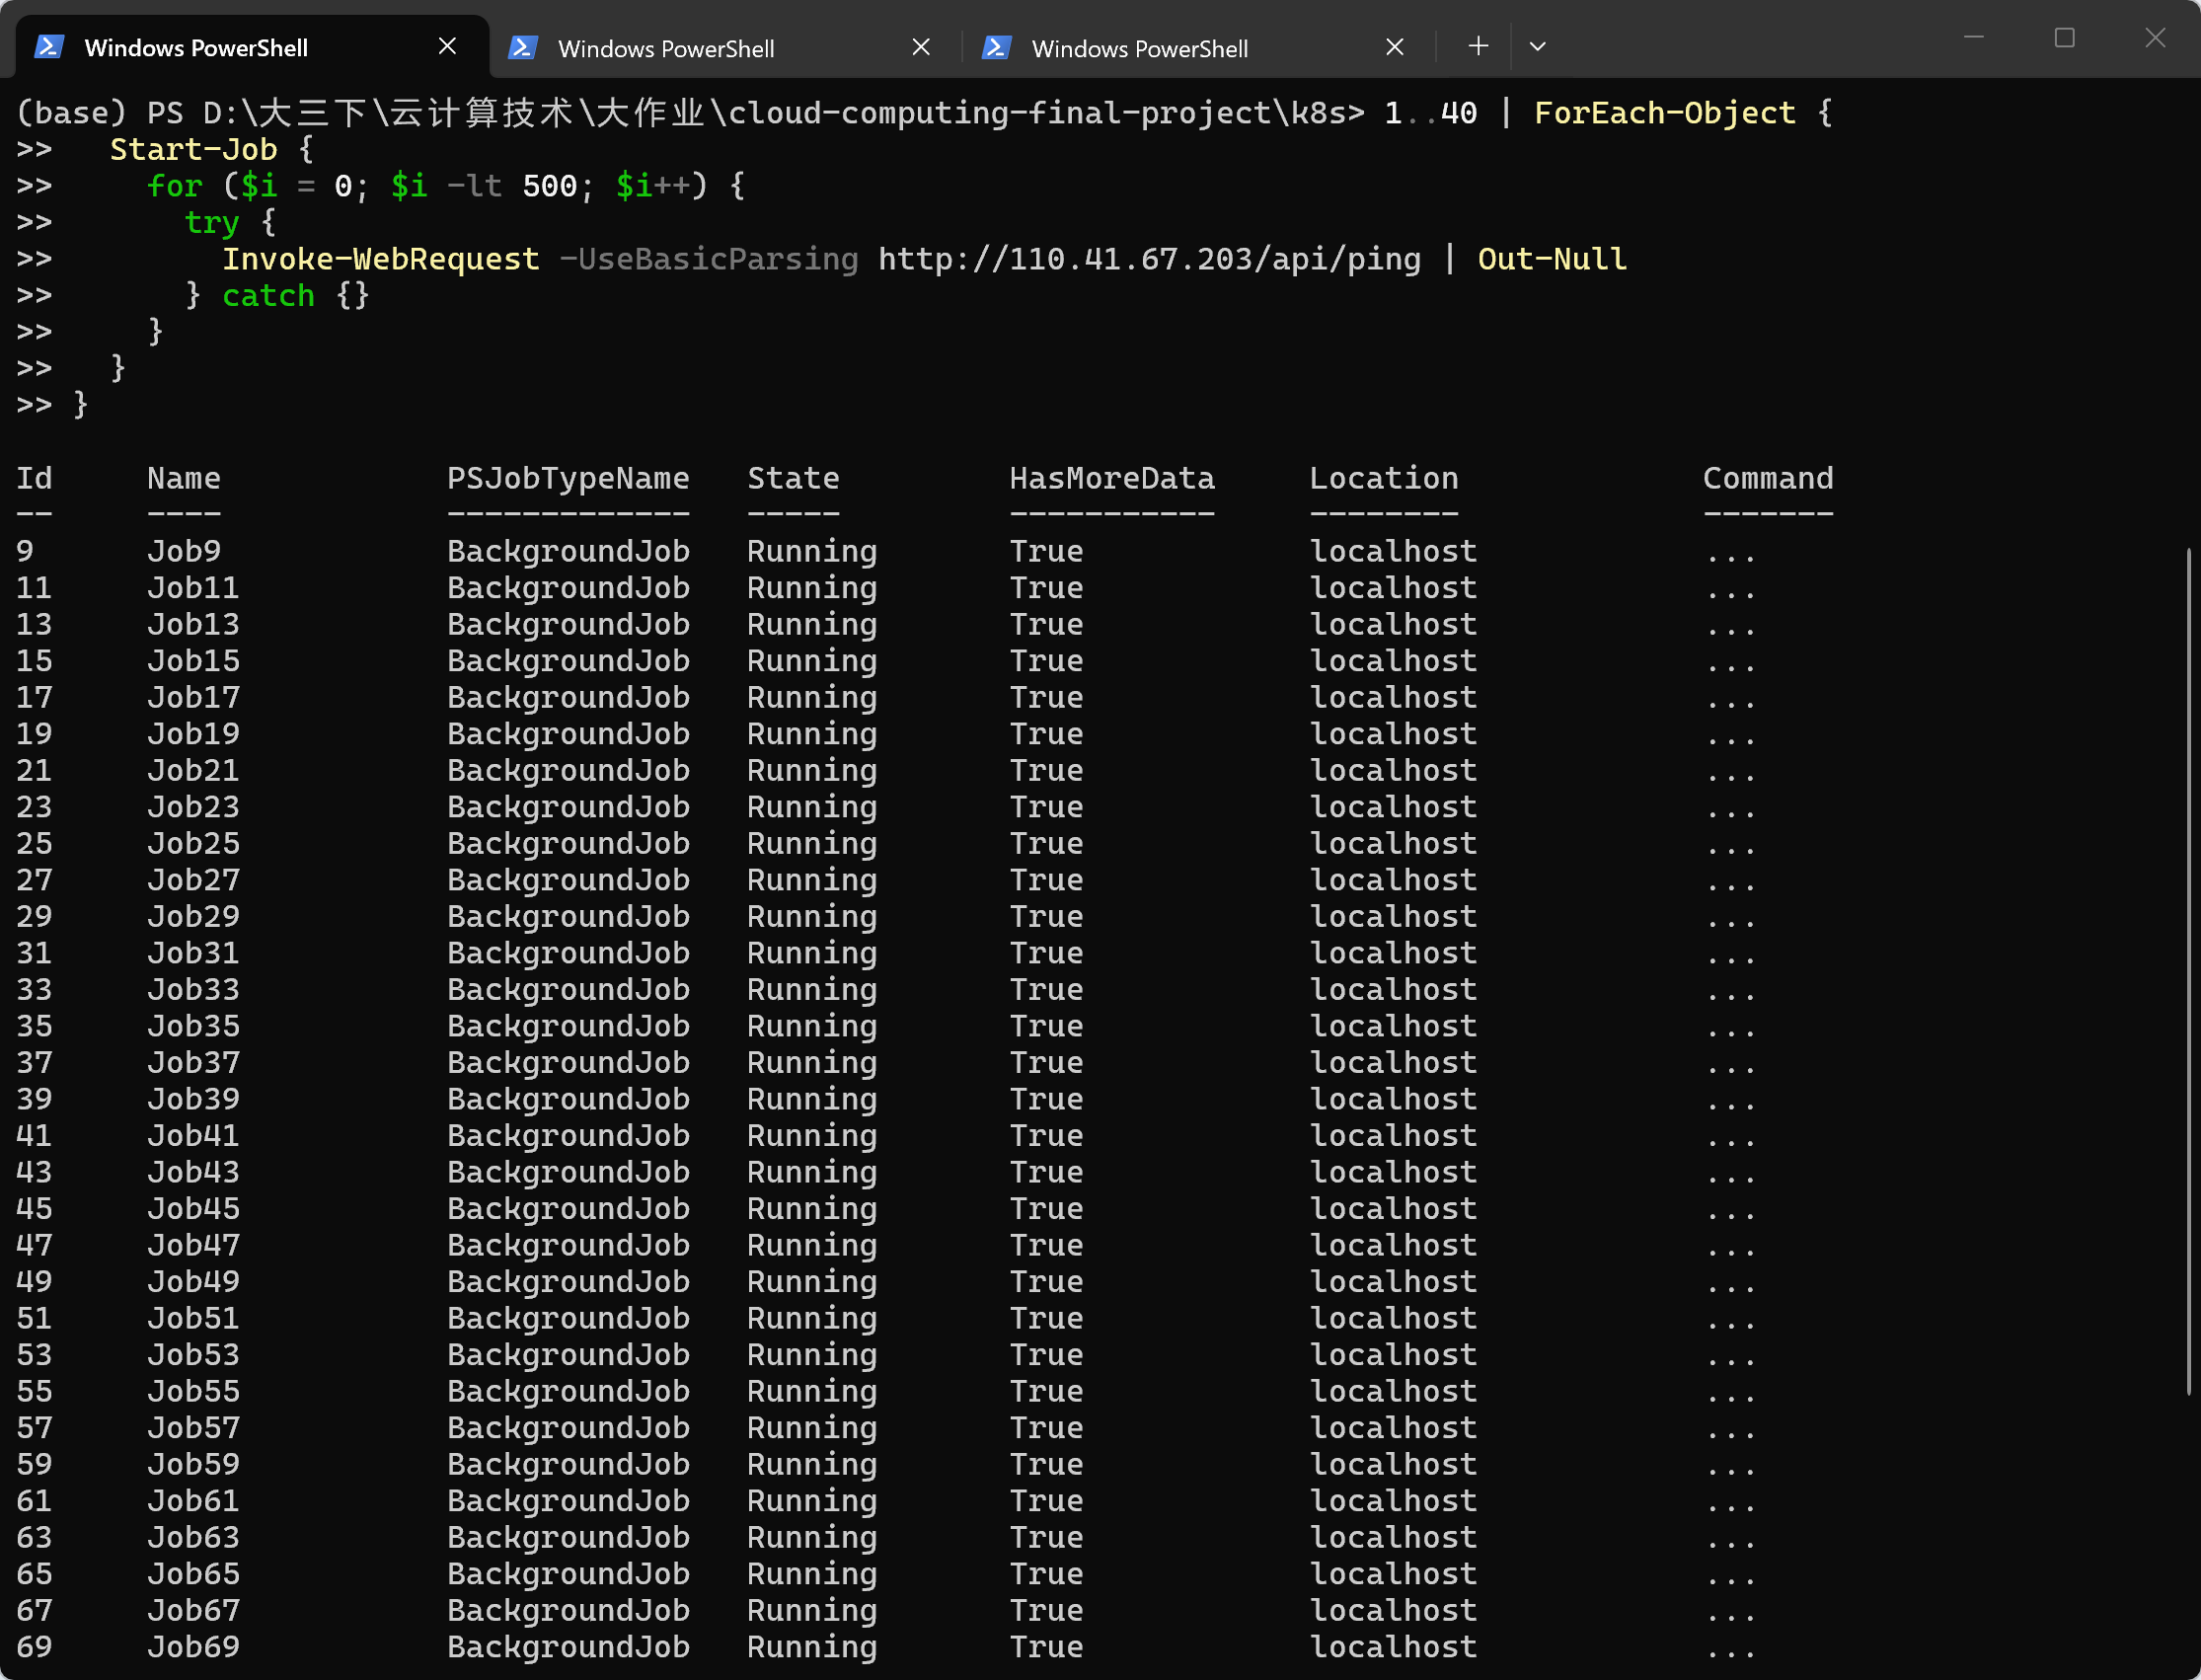 Windows PowerShell Windows PowerShell Windows PowerShell
(base) PS D:\大三下\云计算技术\大作业\cloud-computing-final-project\k8s> 1..40 | ForEach-Object {
>>   Start-Job {
>>     for ($i = 0; $i -lt 500; $i++) {
>>       try {
>>         Invoke-WebRequest -UseBasicParsing http://110.41.67.203/api/ping | Out-Null
>>       } catch {}
>>     }
>>   }
>> }
Id     Name            PSJobTypeName   State         HasMoreData     Location             Command
--     ----            -------------   -----         -----------     --------             -------
9      Job9            BackgroundJob   Running       True            localhost            ...
11     Job11           BackgroundJob   Running       True            localhost            ...
13     Job13           BackgroundJob   Running       True            localhost            ...
15     Job15           BackgroundJob   Running       True            localhost            ...
17     Job17           BackgroundJob   Running       True            localhost            ...
19     Job19           BackgroundJob   Running       True            localhost            ...
21     Job21           BackgroundJob   Running       True            localhost            ...
23     Job23           BackgroundJob   Running       True            localhost            ...
25     Job25           BackgroundJob   Running       True            localhost            ...
27     Job27           BackgroundJob   Running       True            localhost            ...
29     Job29           BackgroundJob   Running       True            localhost            ...
31     Job31           BackgroundJob   Running       True            localhost            ...
33     Job33           BackgroundJob   Running       True            localhost            ...
35     Job35           BackgroundJob   Running       True            localhost            ...
37     Job37           BackgroundJob   Running       True            localhost            ...
39     Job39           BackgroundJob   Running       True            localhost            ...
41     Job41           BackgroundJob   Running       True            localhost            ...
43     Job43           BackgroundJob   Running       True            localhost            ...
45     Job45           BackgroundJob   Running       True            localhost            ...
47     Job47           BackgroundJob   Running       True            localhost            ...
49     Job49           BackgroundJob   Running       True            localhost            ...
51     Job51           BackgroundJob   Running       True            localhost            ...
53     Job53           BackgroundJob   Running       True            localhost            ...
55     Job55           BackgroundJob   Running       True            localhost            ...
57     Job57           BackgroundJob   Running       True            localhost            ...
59     Job59           BackgroundJob   Running       True            localhost            ...
61     Job61           BackgroundJob   Running       True            localhost            ...
63     Job63           BackgroundJob   Running       True            localhost            ...
65     Job65           BackgroundJob   Running       True            localhost            ...
67     Job67           BackgroundJob   Running       True            localhost            ...
69     Job69           BackgroundJob   Running       True            localhost            ...